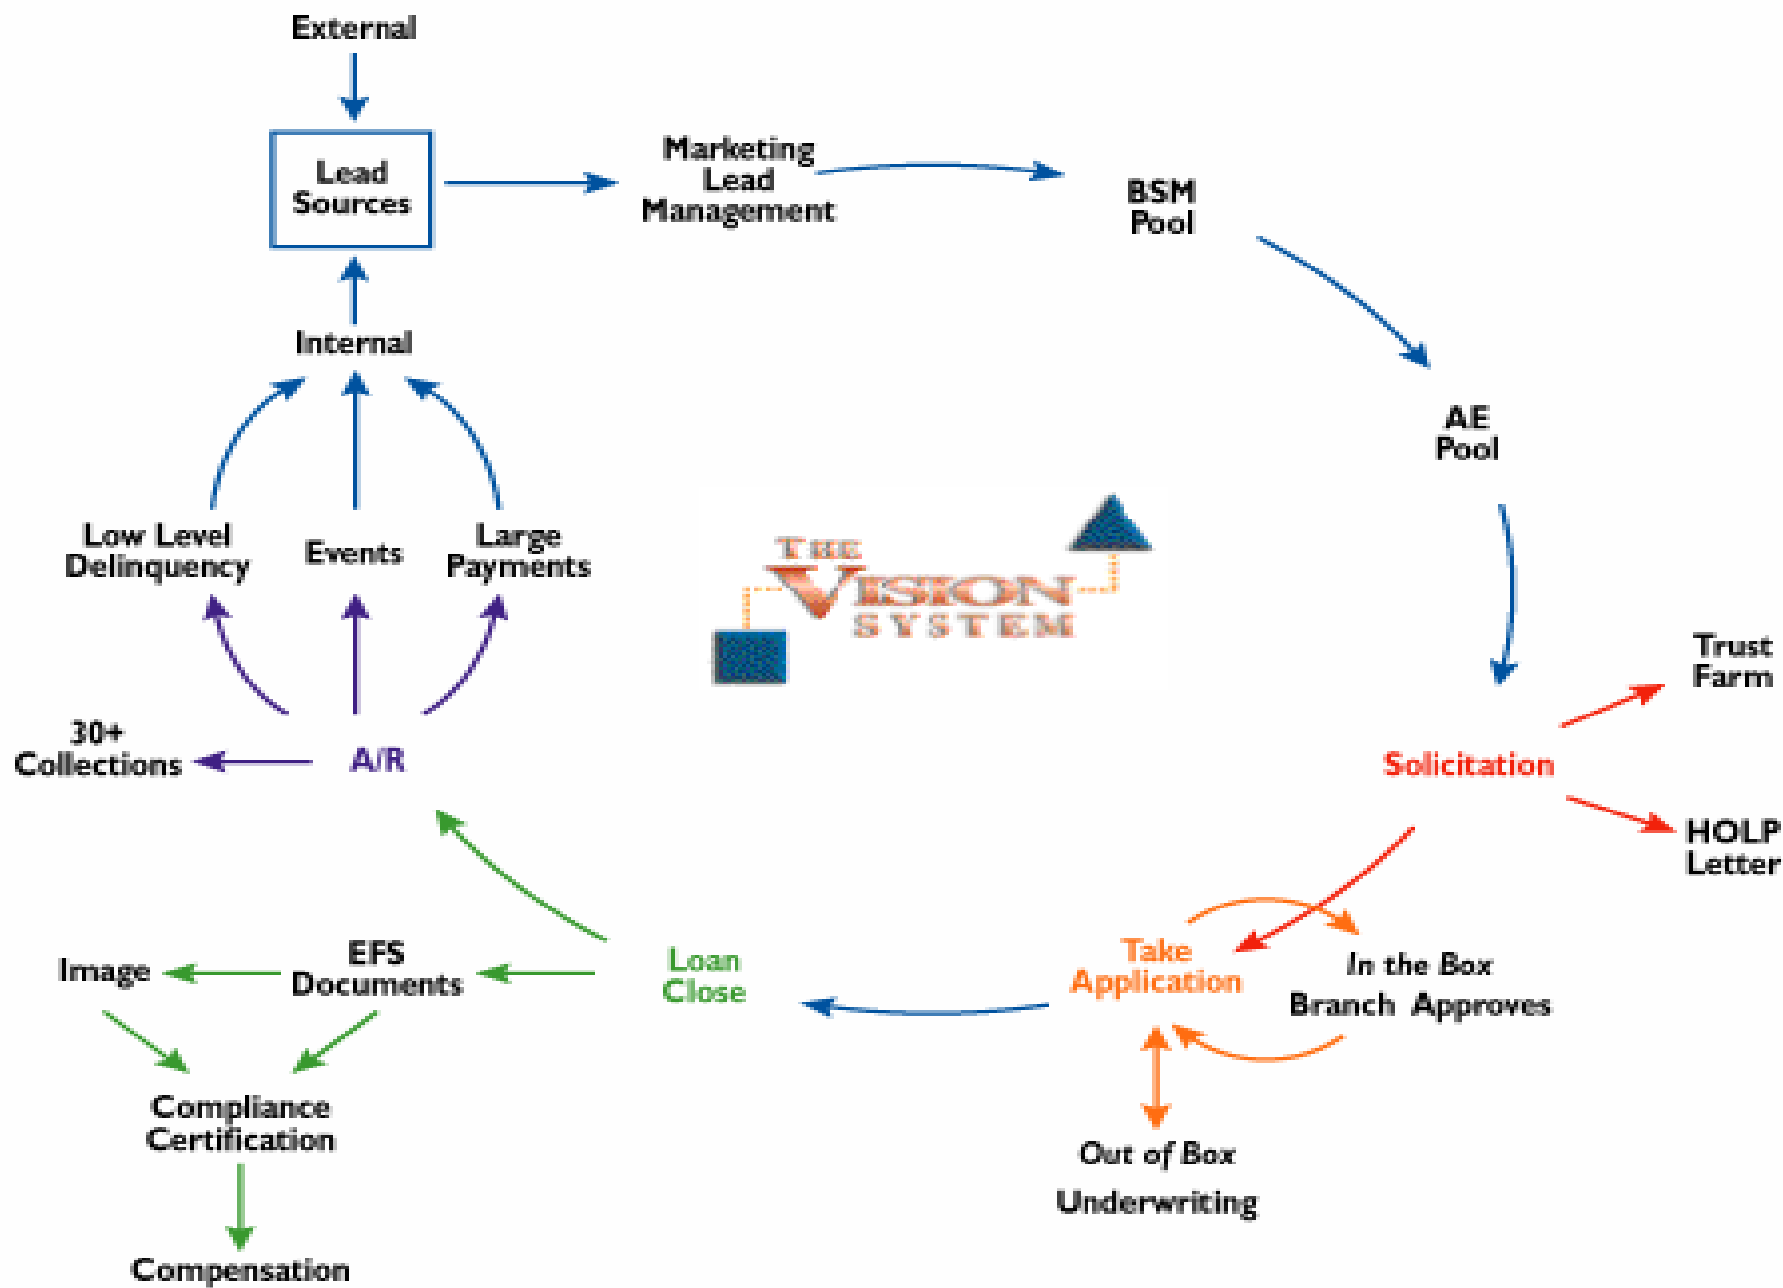 External
Lead
Sources
Marketing
Lead
Management
BSM
Pool
Internal
AE
Pool
Low Level
Delinquency
Events
Large
Payments
THE
VISION
SYSTEM
Trust
Farm
30+
Collections
A/R
Solicitation
HOLP
Letter
Image
EFS
Documents
Loan
Close
Take
Application
In the Box
Branch Approves
Compliance
Certification
Out of Box
Underwriting
Compensation